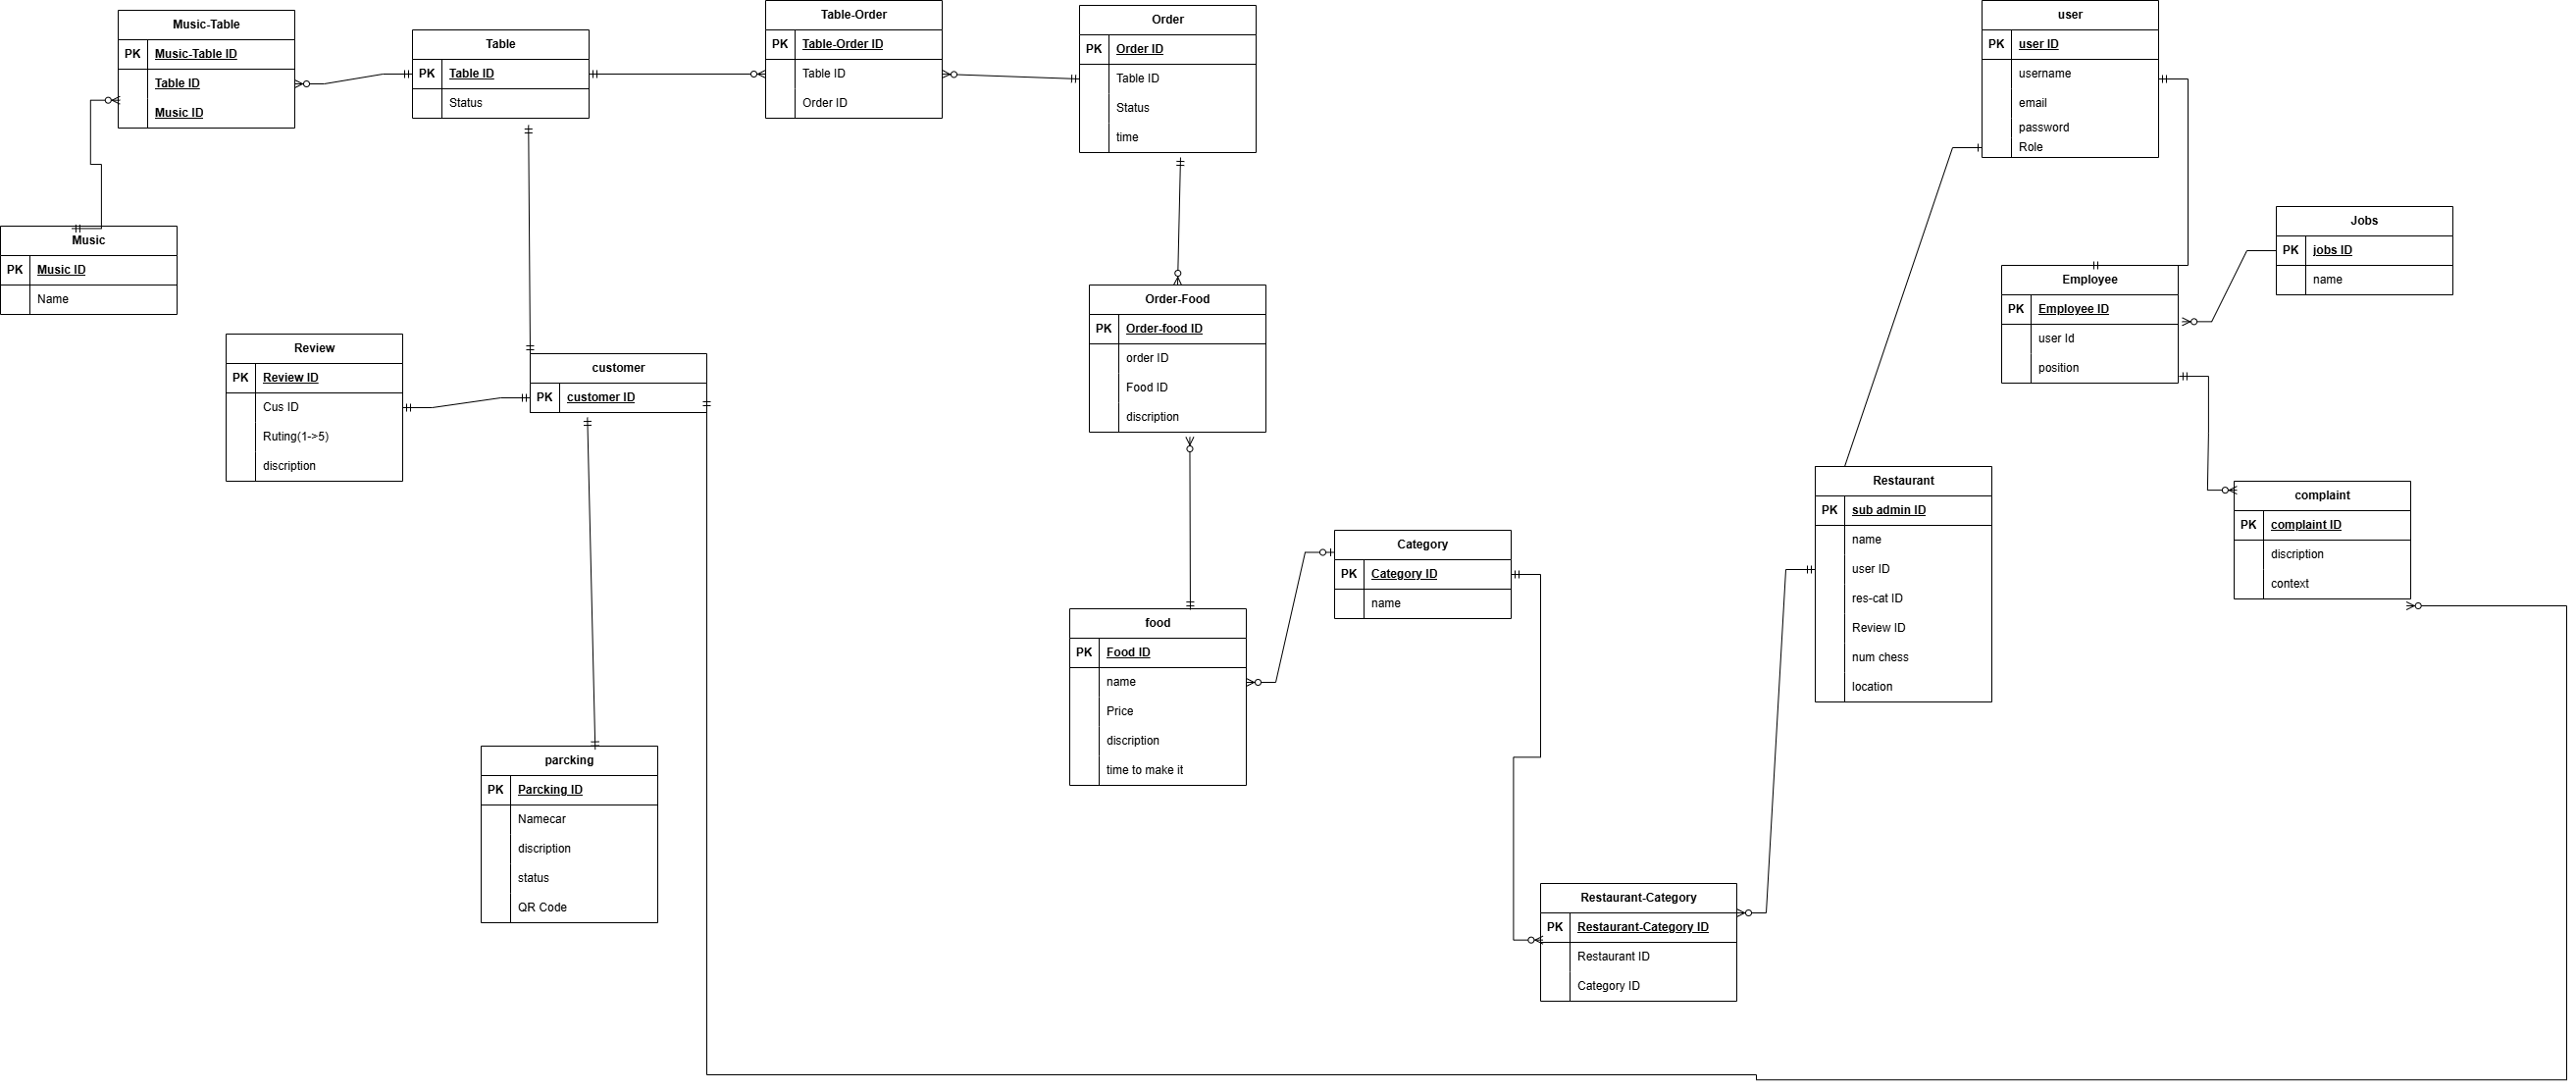 Music-Table
PK Music-Table ID
Table ID
Music ID
Table
PK Table ID
Status
Table-Order
PK Table-Order ID
Table ID
Order ID
Order
PK Order ID
Table ID
Status
time
user
PK user ID
username
email
password
Role
Music
PK Music ID
Name
Jobs
PK jobs ID
name
Employee
PK Employee ID
user Id
position
Order-Food
PK Order-food ID
order ID
Food ID
discription
Review
PK Review ID
Cus ID
Ruting(1->5)
discription
customer
PK customer ID
Restaurant
PK sub admin ID
name
user ID
res-cat ID
Review ID
num chess
location
complaint
PK complaint ID
discription
context
Category
PK Category ID
name
food
PK Food ID
name
Price
discription
time to make it
parcking
PK Parcking ID
Namecar
discription
status
QR Code
Restaurant-Category
PK Restaurant-Category ID
Restaurant ID
Category ID